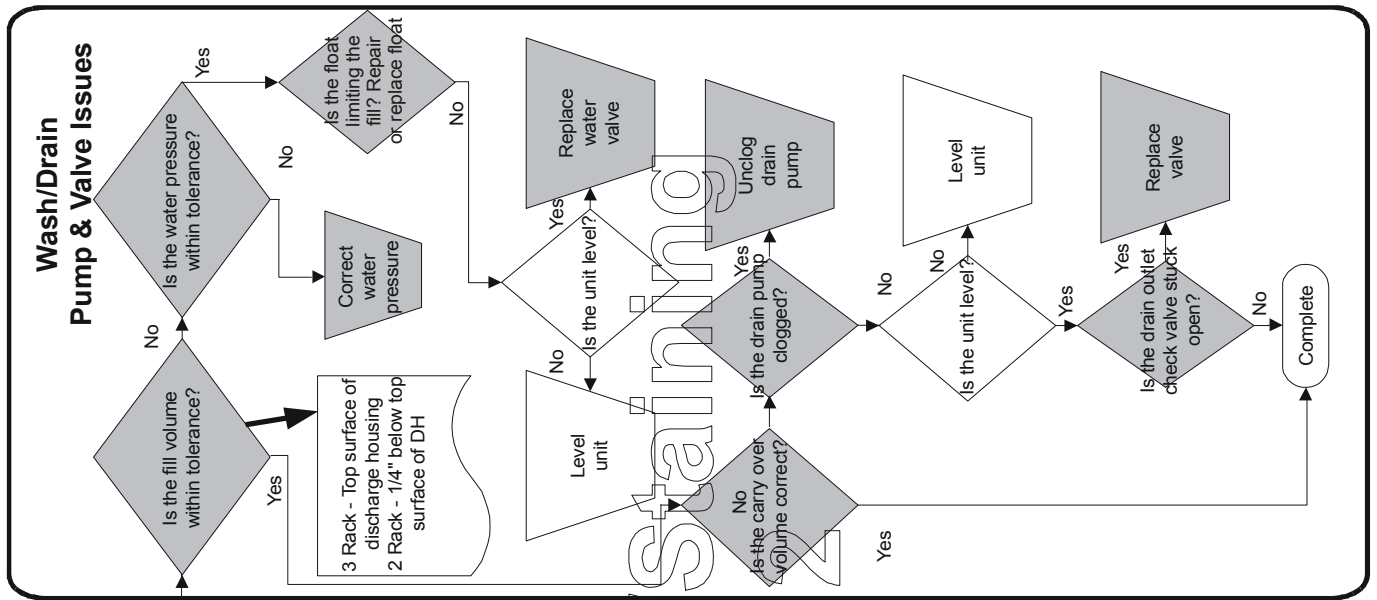 Wash/Drain
Pump & Valve Issues
Is the fill volume
within tolerance?
No
Yes
3 Rack - Top surface of
discharge housing
2 Rack - 1/4" below top
surface of DH
Is the water pressure
within tolerance?
Yes
No
Correct
water
pressure
Is the float
limiting the
fill? Repair
or replace float
No
Is the unit level?
Yes
Replace
water
valve
No
Level
unit
Is the carry over
volume correct?
No
Yes
Is the drain pump
clogged?
Yes
Unclog
drain
pump
No
Is the unit level?
No
Level
unit
Yes
Is the drain outlet
check valve stuck
open?
Yes
Replace
valve
No
Complete